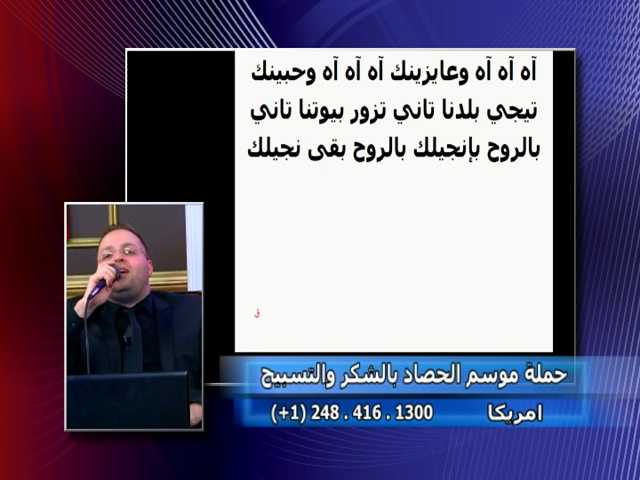 آه آه آه وعايزينك آه آه آه وحبينك
تيجي بلدنا تاني تزور بيوتنا تاني
بالروح بإنجيلك بالروح بقى نجيلك
ق
حملة موسم الحصاد بالشكر والتسبيح
امريكا (+1) 248 . 416 . 1300